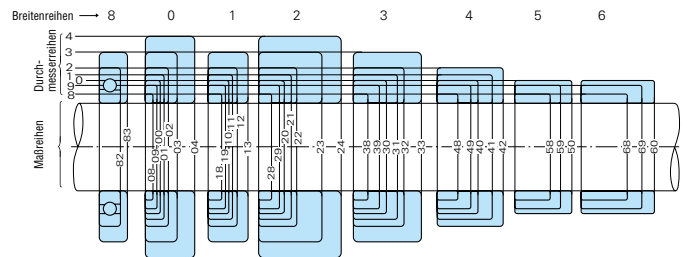 Breitenreihen → 8 0 1 2 3 4 5 6
Durch-
messerreihen
4
3
2
1
0
9
8
Maßreihen
82 83
08 09 00 01 02 03 04
18 19 10 11 12 13
28 29 20 21 22 23 24
38 39 30 31 32 33
48 49 40 41 42
58 59 50
68 69 60